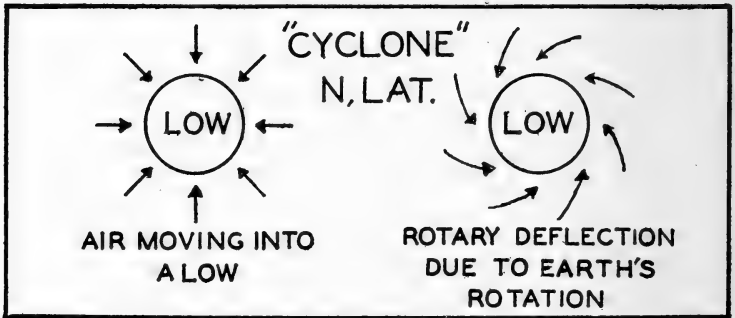 "CYCLONE"
N, LAT.
LOW
LOW
AIR MOVING INTO
A LOW
ROTARY DEFLECTION
DUE TO EARTH'S
ROTATION